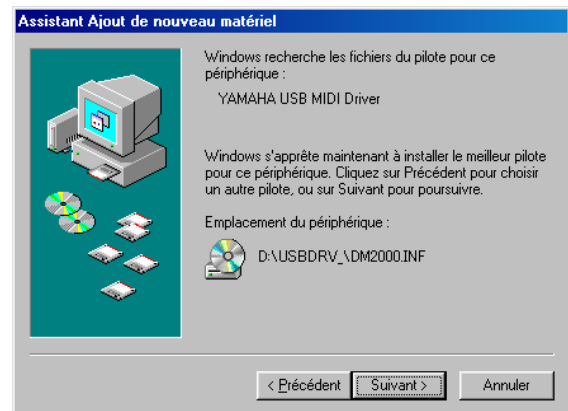 Assistant Ajout de nouveau matériel
Windows recherche les fichiers du pilote pour ce
périphérique :
YAMAHA USB MIDI Driver
Windows s'apprête maintenant à installer le meilleur pilote
pour ce périphérique. Cliquez sur Précédent pour choisir
un autre pilote, ou sur Suivant pour poursuivre.
Emplacement du périphérique :
D:\USBDRV_\DM2000.INF
< Précédent Suivant > Annuler